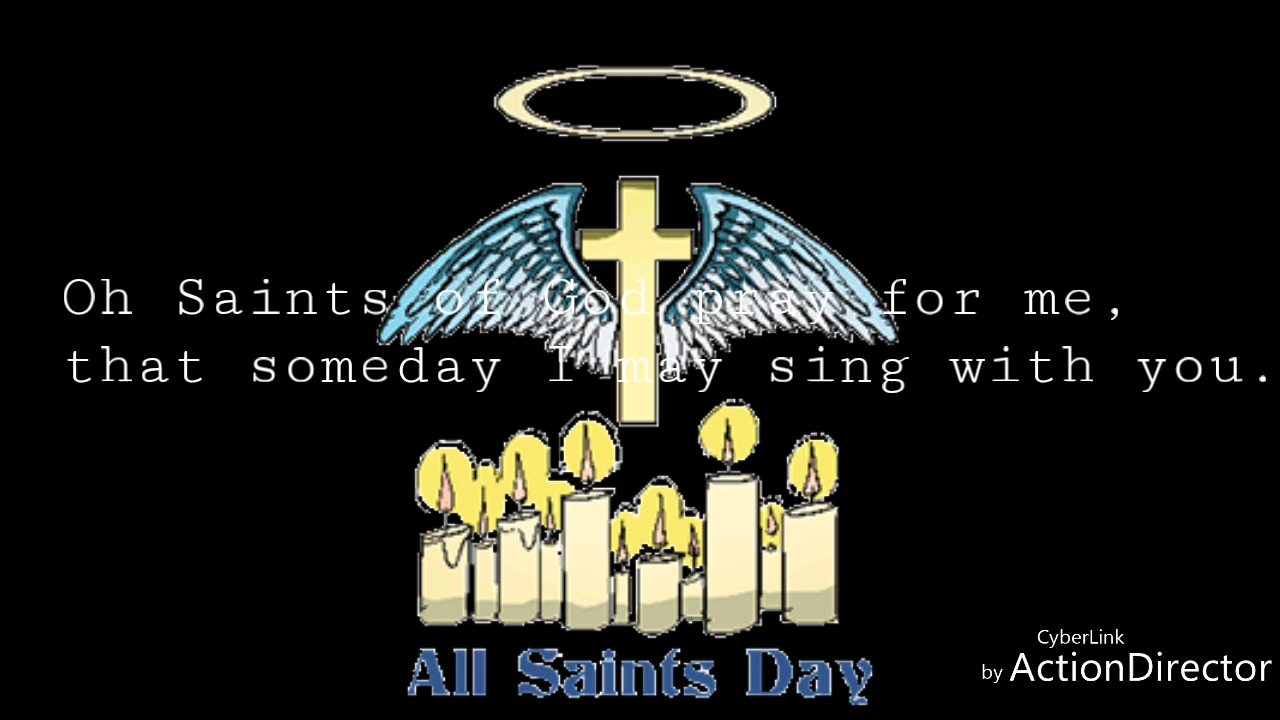 Oh Saints of God pray for me,
that someday I may sing with you.
All Saints Day
CyberLink
by ActionDirector